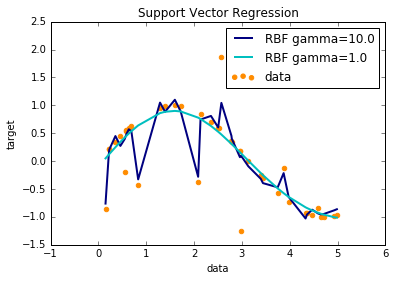 Support Vector Regression
RBF gamma=10.0
RBF gamma=1.0
data
target
2.5
2.0
1.5
1.0
0.5
0.0
−0.5
−1.0
−1.5
−1 0 1 2 3 4 5 6
data